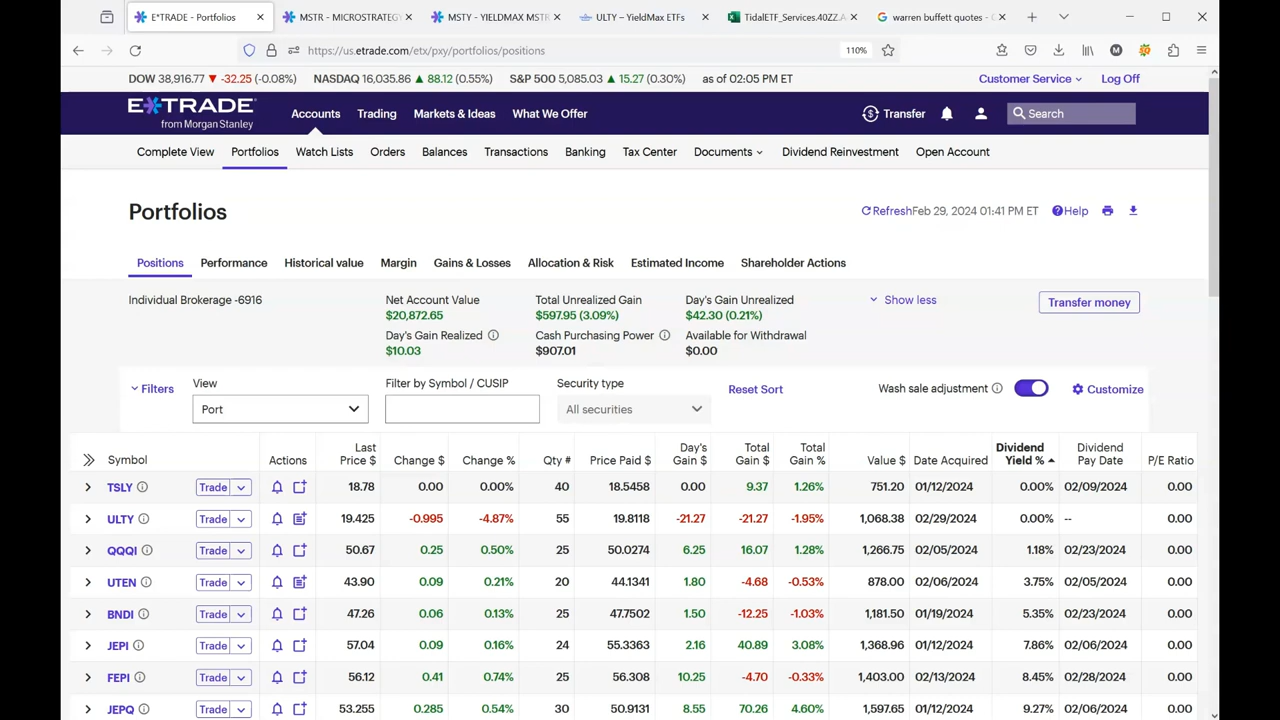 E*TRADE - Portfolios
MSTR - MICROSTRATEGY
MSTY - YIELDMAX MSTR
ULTY – YieldMax ETFs
TidalETF_Services.40ZZ.A
warren buffett quotes - G
https://us.etrade.com/etx/pxy/portfolios/positions
110%
DOW 38,916.77 -32.25 (-0.08%) NASDAQ 16,035.86 88.12 (0.55%) S&P 500 5,085.03 15.27 (0.30%) as of 02:05 PM ET
Customer Service Log Off
E*TRADE
from Morgan Stanley
Accounts Trading Markets & Ideas What We Offer
Transfer
Search
Complete View Portfolios Watch Lists Orders Balances Transactions Banking Tax Center Documents Dividend Reinvestment Open Account
Portfolios
Refresh Feb 29, 2024 01:41 PM ET Help
Positions Performance Historical value Margin Gains & Losses Allocation & Risk Estimated Income Shareholder Actions
Individual Brokerage -6916
Net Account Value Total Unrealized Gain Day's Gain Unrealized Show less Transfer money
$20,872.65 $597.95 (3.09%) $42.30 (0.21%)
Day's Gain Realized Cash Purchasing Power Available for Withdrawal
$10.03 $907.01 $0.00
Filters
View Filter by Symbol / CUSIP Security type
Port All securities Reset Sort
Wash sale adjustment Customize
Symbol Actions Last Price $ Change $ Change % Qty # Price Paid $ Day's Gain $ Total Gain $ Total Gain % Value $ Date Acquired Dividend Yield % Dividend Pay Date P/E Ratio
TSLY Trade 18.78 0.00 0.00% 40 18.5458 0.00 9.37 1.26% 751.20 01/12/2024 0.00% 02/09/2024 0.00
ULTY Trade 19.425 -0.995 -4.87% 55 19.8118 -21.27 -21.27 -1.95% 1,068.38 02/29/2024 0.00% -- 0.00
QQQI Trade 50.67 0.25 0.50% 25 50.0274 6.25 16.07 1.28% 1,266.75 02/05/2024 1.18% 02/23/2024 0.00
UTEN Trade 43.90 0.09 0.21% 20 44.1341 1.80 -4.68 -0.53% 878.00 02/06/2024 3.75% 02/05/2024 0.00
BNDI Trade 47.26 0.06 0.13% 25 47.7502 1.50 -12.25 -1.03% 1,181.50 01/19/2024 5.35% 02/23/2024 0.00
JEPI Trade 57.04 0.09 0.16% 24 55.3363 2.16 40.89 3.08% 1,368.96 01/12/2024 7.86% 02/06/2024 0.00
FEPI Trade 56.12 0.41 0.74% 25 56.308 10.25 -4.70 -0.33% 1,403.00 02/13/2024 8.45% 02/28/2024 0.00
JEPQ Trade 53.255 0.285 0.54% 30 50.9131 8.55 70.26 4.60% 1,597.65 01/12/2024 9.27% 02/06/2024 0.00